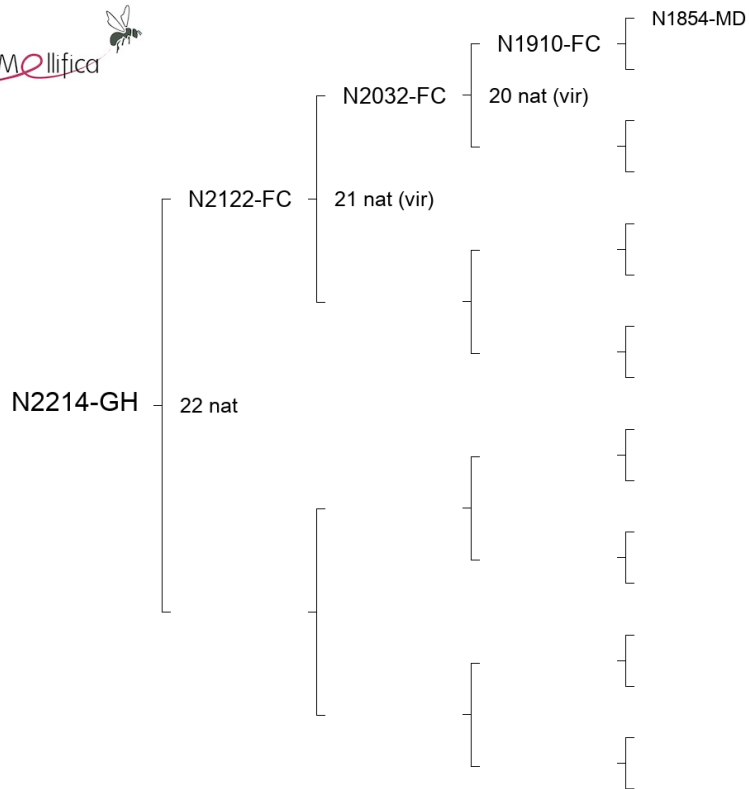 Mellifica
N1854-MD
N1910-FC
N2032-FC
20 nat (vir)
N2122-FC
21 nat (vir)
N2214-GH
22 nat